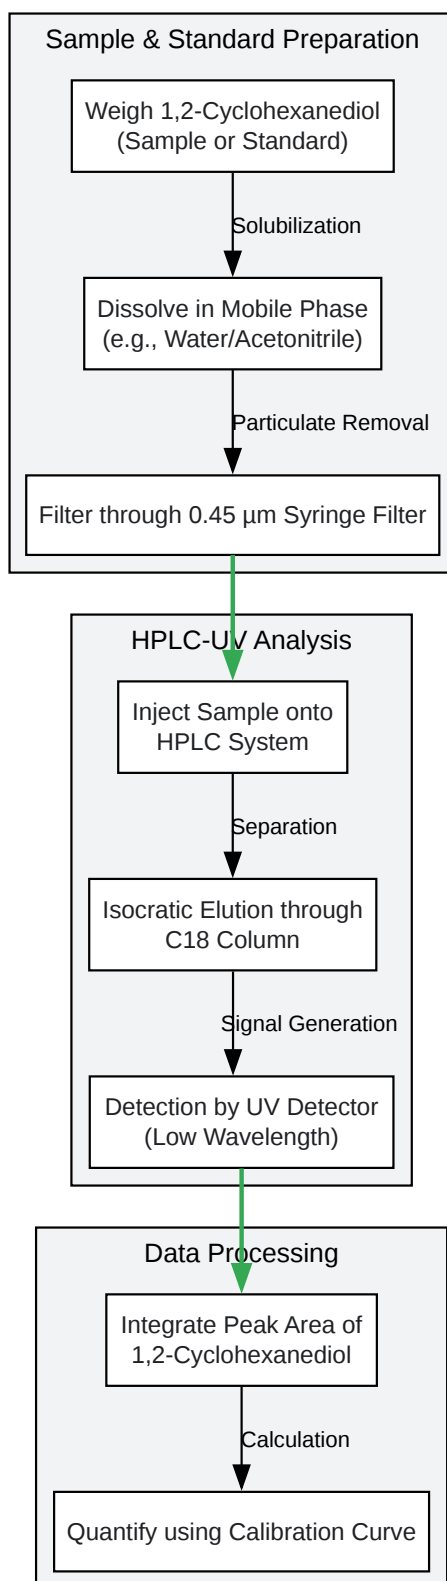 Sample & Standard Preparation
Weigh 1,2-Cyclohexanediol
(Sample or Standard)
Solubilization
Dissolve in Mobile Phase
(e.g., Water/Acetonitrile)
Particulate Removal
Filter through 0.45 µm Syringe Filter
HPLC-UV Analysis
Inject Sample onto
HPLC System
Separation
Isocratic Elution through
C18 Column
Signal Generation
Detection by UV Detector
(Low Wavelength)
Data Processing
Integrate Peak Area of
1,2-Cyclohexanediol
Calculation
Quantify using Calibration Curve